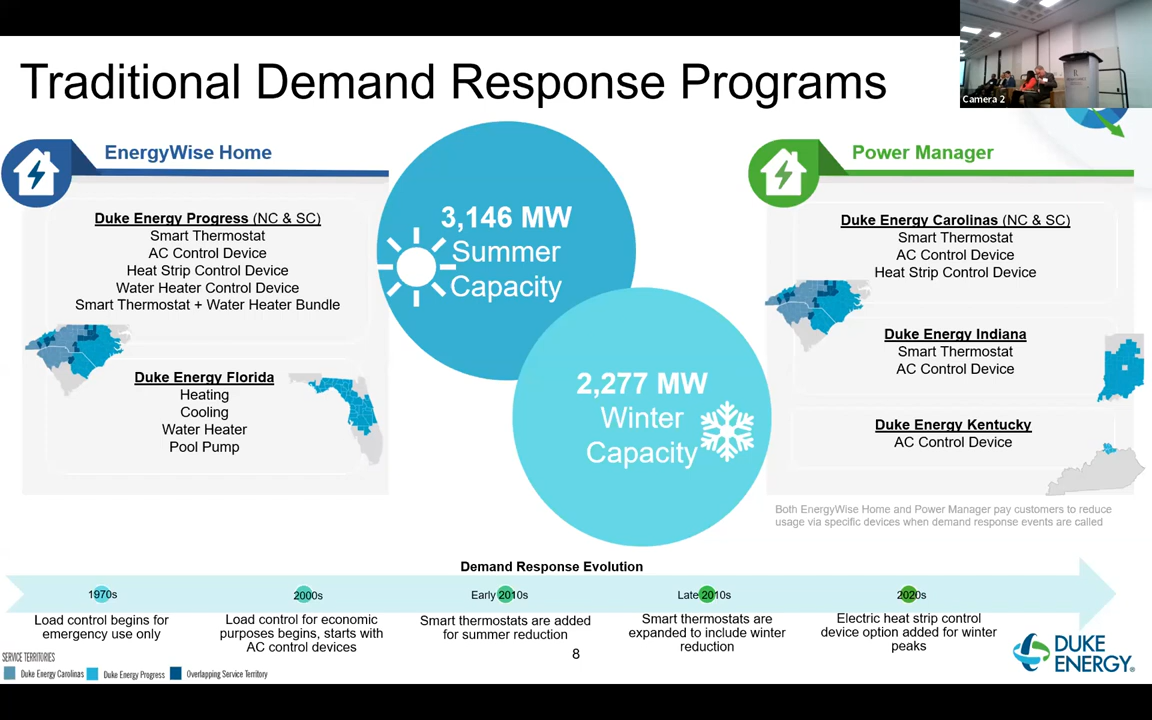 Traditional Demand Response Programs
Camera 2
EnergyWise Home
Duke Energy Progress (NC & SC)
Smart Thermostat
AC Control Device
Heat Strip Control Device
Water Heater Control Device
Smart Thermostat + Water Heater Bundle
Duke Energy Florida
Heating
Cooling
Water Heater
Pool Pump
3,146 MW
Summer
Capacity
2,277 MW
Winter
Capacity
Power Manager
Duke Energy Carolinas (NC & SC)
Smart Thermostat
AC Control Device
Heat Strip Control Device
Duke Energy Indiana
Smart Thermostat
AC Control Device
Duke Energy Kentucky
AC Control Device
Both EnergyWise Home and Power Manager pay customers to reduce
usage via specific devices when demand response events are called
Demand Response Evolution
1970s
Load control begins for
emergency use only
2000s
Load control for economic
purposes begins, starts with
AC control devices
Early 2010s
Smart thermostats are added
for summer reduction
Late 2010s
Smart thermostats are
expanded to include winter
reduction
2020s
Electric heat strip control
device option added for winter
peaks
8
SERVICE TERRITORIES
Duke Energy Carolinas
Duke Energy Progress
Overlapping Service Territory
DUKE
ENERGY®